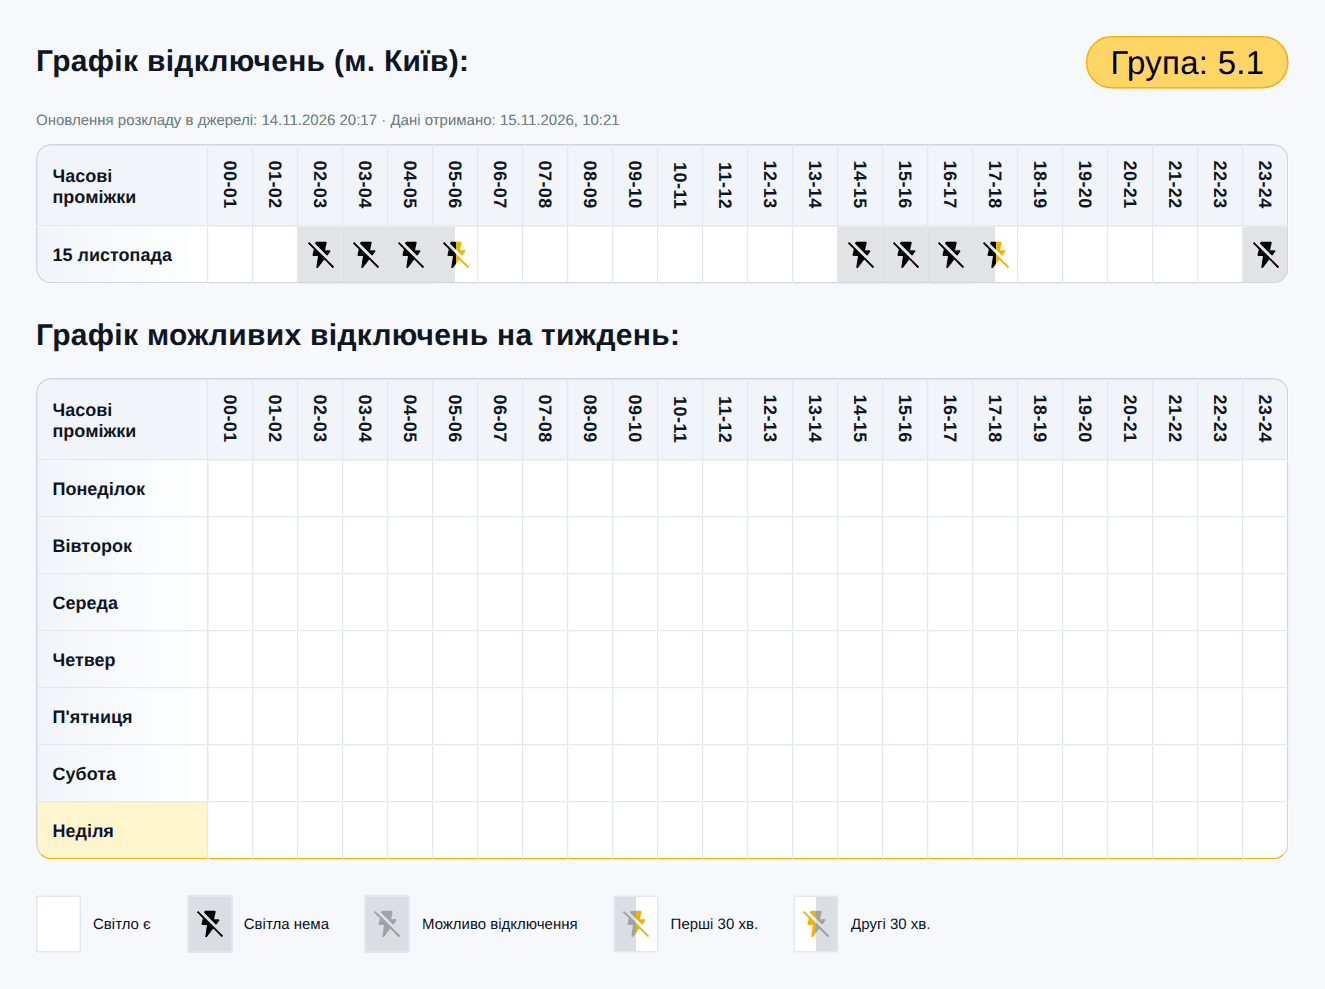 Графік відключень (м. Київ):
Група: 5.1
Оновлення розкладу в джерелі: 14.11.2026 20:17 · Дані отримано: 15.11.2026, 10:21
Часові
проміжки
00-01 01-02 02-03 03-04 04-05 05-06 06-07 07-08 08-09 09-10 10-11 11-12 12-13 13-14 14-15 15-16 16-17 17-18 18-19 19-20 20-21 21-22 22-23 23-24
15 листопада
Графік можливих відключень на тиждень:
Часові
проміжки
00-01 01-02 02-03 03-04 04-05 05-06 06-07 07-08 08-09 09-10 10-11 11-12 12-13 13-14 14-15 15-16 16-17 17-18 18-19 19-20 20-21 21-22 22-23 23-24
Понеділок
Вівторок
Середа
Четвер
П'ятниця
Субота
Неділя
Світло є
Світла нема
Можливо відключення
Перші 30 хв.
Другі 30 хв.